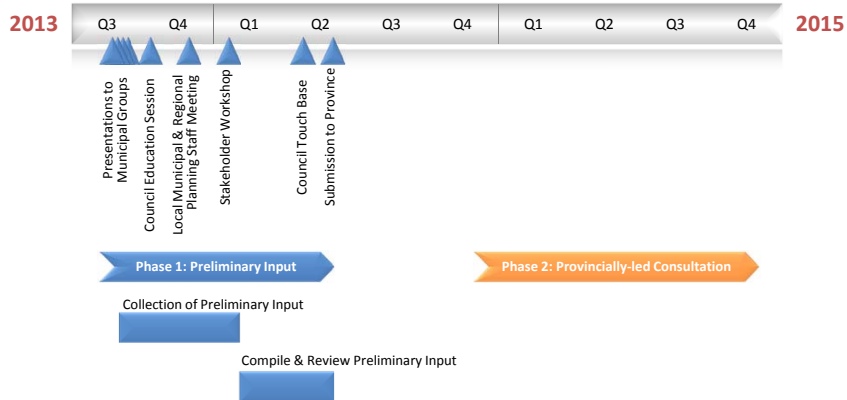 2013
Q3 Q4 Q1 Q2 Q3 Q4 Q1 Q2 Q3 Q4
2015
Presentations to
Municipal Groups
Council Education Session
Local Municipal & Regional
Planning Staff Meeting
Stakeholder Workshop
Council Touch Base
Submission to Province
Phase 1: Preliminary Input
Phase 2: Provincially-led Consultation
Collection of Preliminary Input
Compile & Review Preliminary Input